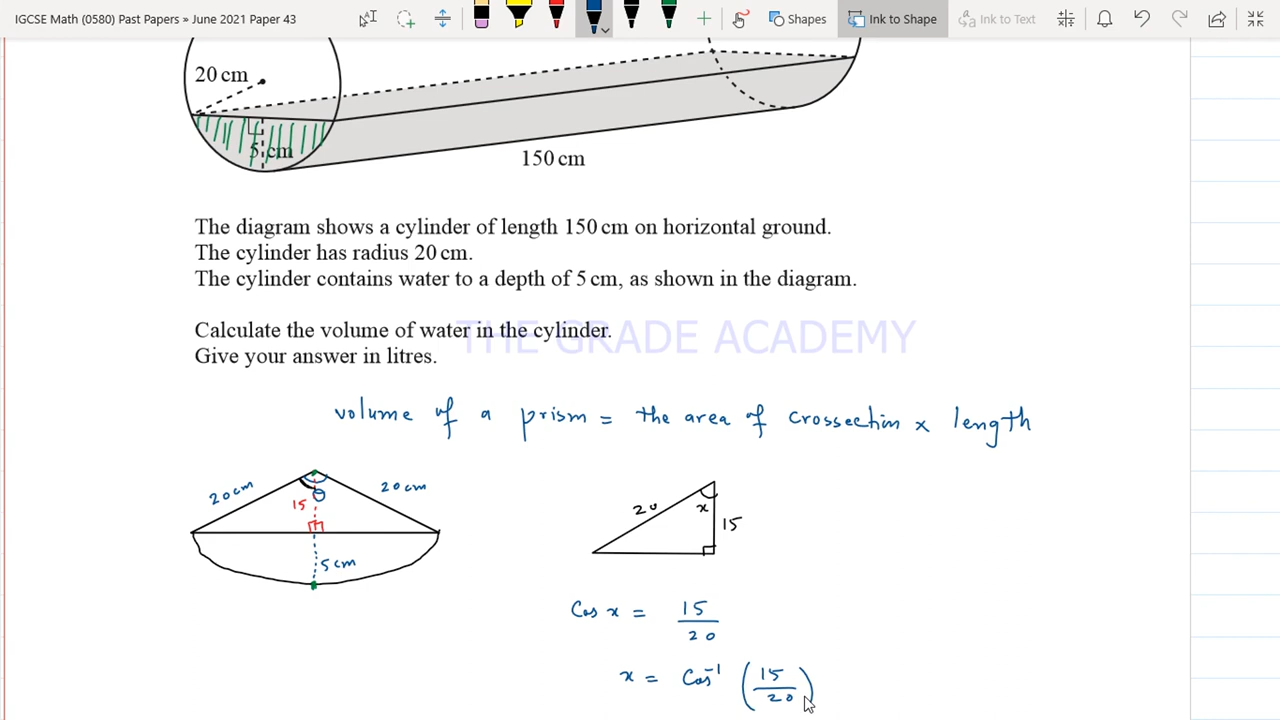 IGCSE Math (0580) Past Papers » June 2021 Paper 43
Shapes
Ink to Shape
Ink to Text
20 cm
5 cm
150 cm
The diagram shows a cylinder of length 150 cm on horizontal ground.
The cylinder has radius 20 cm.
The cylinder contains water to a depth of 5 cm, as shown in the diagram.
Calculate the volume of water in the cylinder.
THE GRADE ACADEMY
Give your answer in litres.
volume of a prism = the area of crossection x length
20cm 20cm
15 θ
5cm
20 x 15
Cos x = 15/20
x = Cos⁻¹ (15/20)